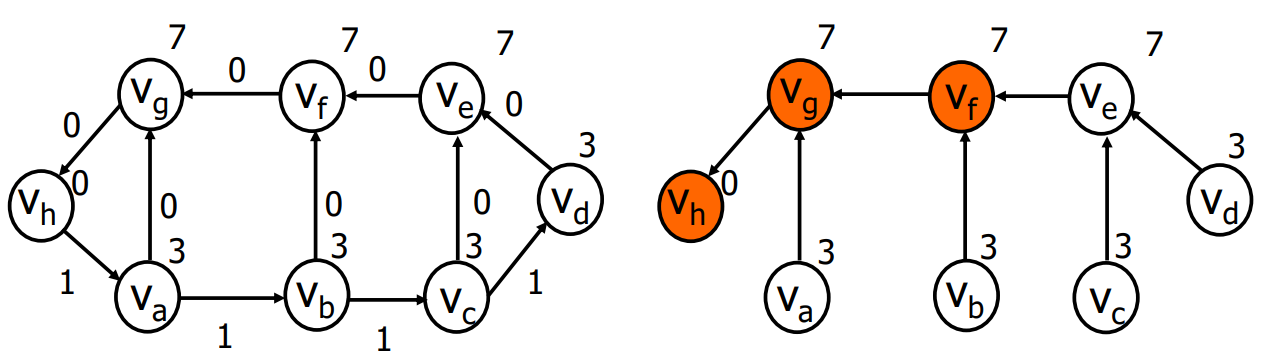 7 7 7 7 7 7
0 0
v_g v_f v_e v_g v_f v_e
0 0
3 3
v_h 0 0 0 0 v_d v_h 0 v_d
3 3 3 3 3 3
1 1
v_a v_b v_c v_a v_b v_c
1 1